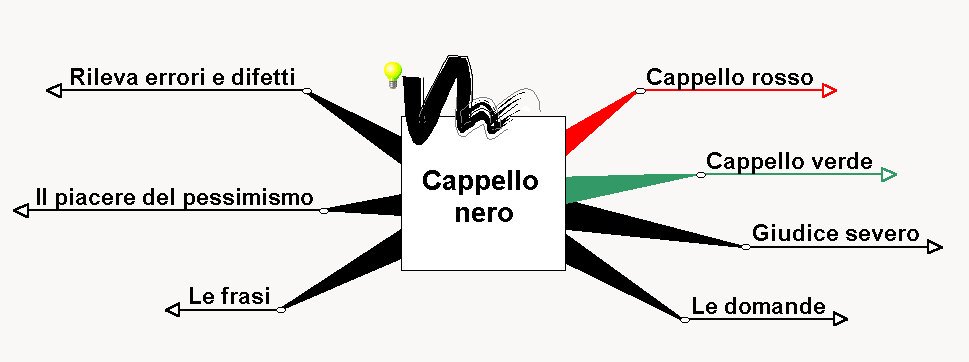 Rileva errori e difetti
Il piacere del pessimismo
Le frasi
Cappello
nero
Cappello rosso
Cappello verde
Giudice severo
Le domande